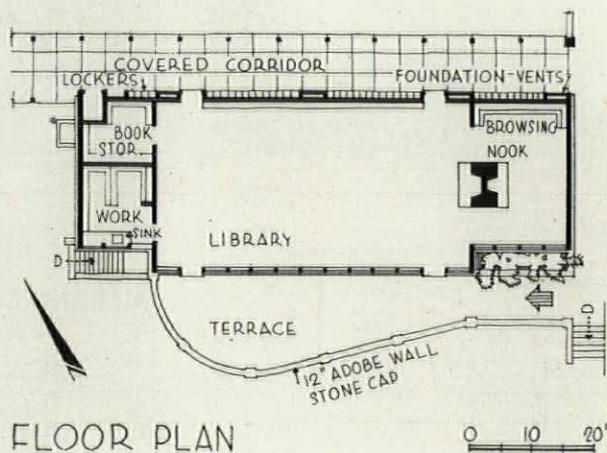 COVERED CORRIDOR
LOCKERS
FOUNDATION-VENTS
BOOK
STOR.
BROWSING
NOOK
WORK
SINK
LIBRARY
D
D
TERRACE
12" ADOBE WALL
STONE CAP
FLOOR PLAN
0 10 20'